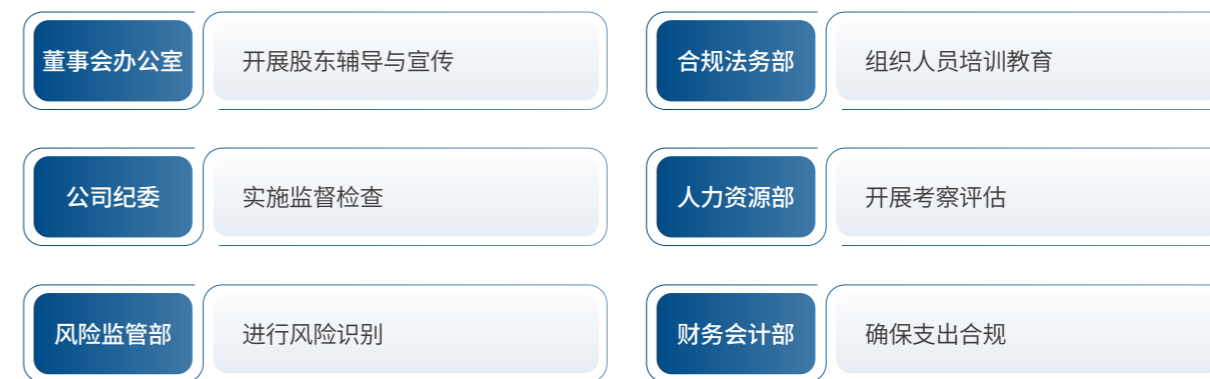 董事会办公室
开展股东辅导与宣传
合规法务部
组织人员培训教育
公司纪委
实施监督检查
人力资源部
开展考察评估
风险监管部
进行风险识别
财务会计部
确保支出合规